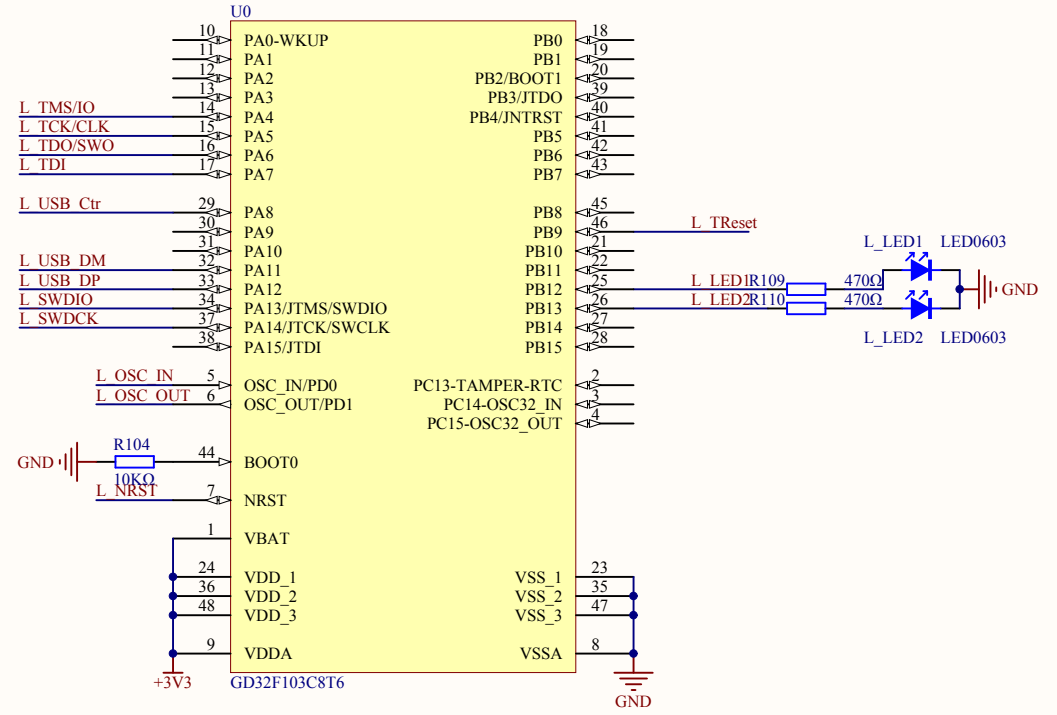 U0
10 PA0-WKUP PB0 18
11 PA1 PB1 19
12 PA2 PB2/BOOT1 20
13 PA3 PB3/JTDO 39
L_TMS/IO 14 PA4 PB4/JNTRST 40
L_TCK/CLK 15 PA5 PB5 41
L_TDO/SWO 16 PA6 PB6 42
L_TDI 17 PA7 PB7 43
L_USB_Ctr 29 PA8 PB8 45
30 PA9 PB9 46 L_TReset
31 PA10 PB10 21
L_LED1 LED0603
L_USB_DM 32 PA11 PB11 22
L_USB_DP 33 PA12 PB12 25 L_LED1 R109 470Ω GND
L_SWDIO 34 PA13/JTMS/SWDIO PB13 26 L_LED2 R110 470Ω
L_SWDCK 37 PA14/JTCK/SWCLK PB14 27
L_LED2 LED0603
38 PA15/JTDI PB15 28
L_OSC_IN 5 OSC_IN/PD0 PC13-TAMPER-RTC 2
L_OSC_OUT 6 OSC_OUT/PD1 PC14-OSC32_IN 3
PC15-OSC32_OUT 4
R104
GND 44 BOOT0
10KΩ
L_NRST 7 NRST
1 VBAT
24 VDD_1 VSS_1 23
36 VDD_2 VSS_2 35
48 VDD_3 VSS_3 47
9 VDDA VSSA 8
+3V3 GD32F103C8T6
GND